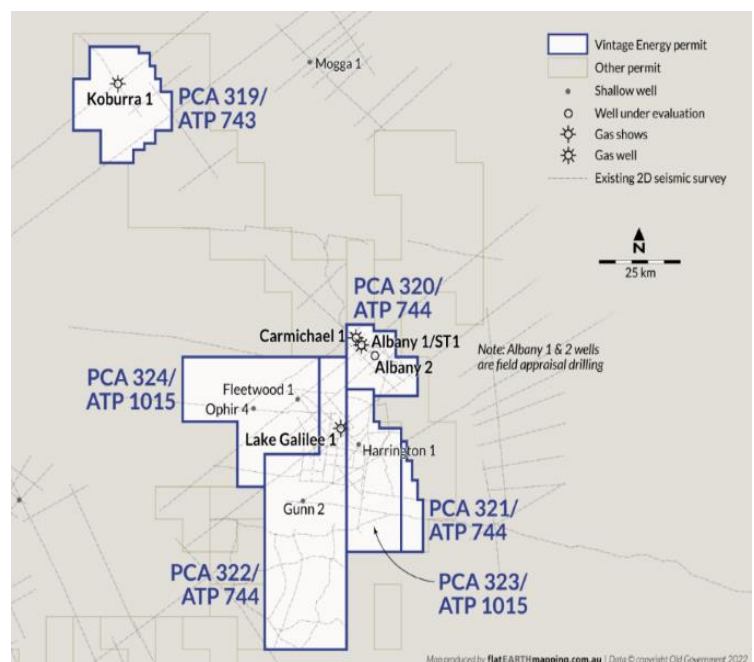 Mogga 1
Koburra 1
PCA 319/
ATP 743
Vintage Energy permit
Other permit
Shallow well
Well under evaluation
Gas shows
Gas well
Existing 2D seismic survey
N
25 km
PCA 320/
ATP 744
Carmichael 1
Albany 1/ST1
Albany 2
Note: Albany 1 & 2 wells
are field appraisal drilling
PCA 324/
ATP 1015
Fleetwood 1
Ophir 4
Lake Galilee 1
Harrington 1
Gunn 2
PCA 321/
ATP 744
PCA 322/
ATP 744
PCA 323/
ATP 1015
Map produced by flatEARTHmapping.com.au | Data © copyright Qld Government 2022